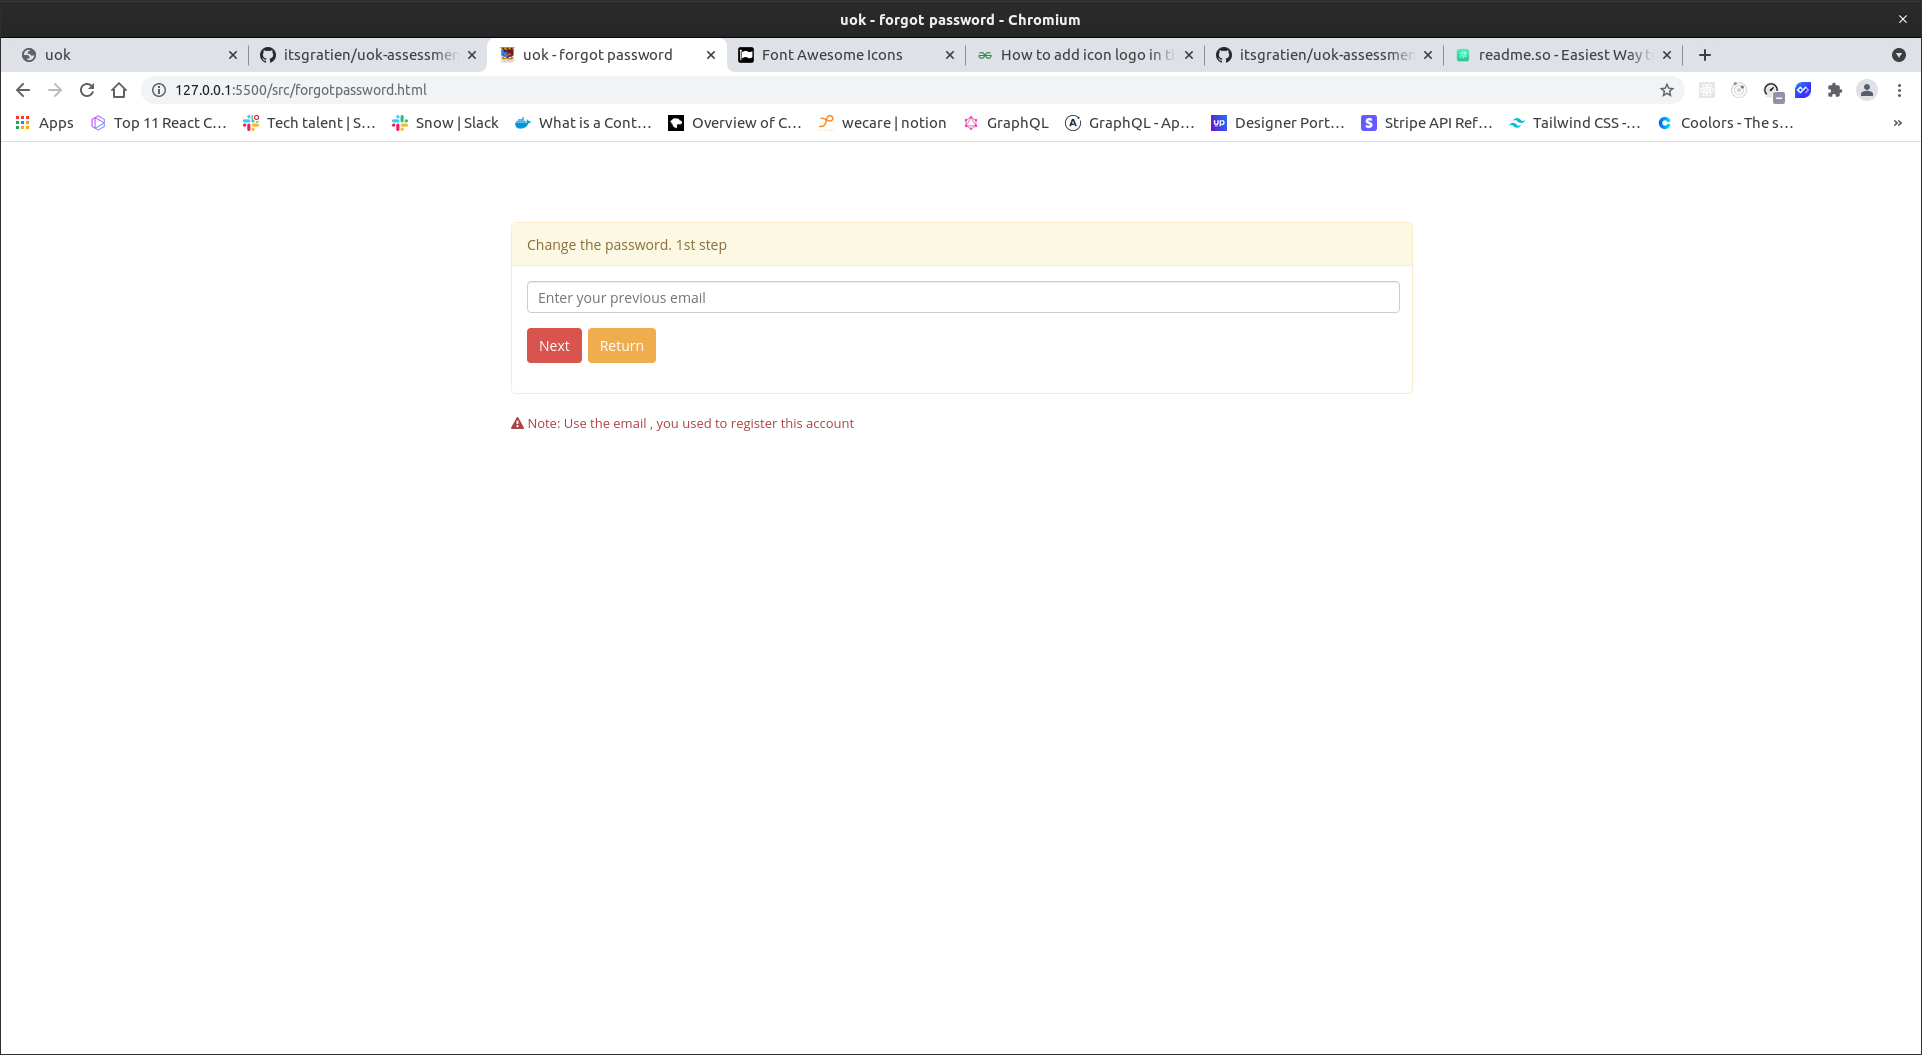 uok - forgot password - Chromium
uok
itsgratien/uok-assessmen
uok - forgot password
Font Awesome Icons
How to add icon logo in ti
itsgratien/uok-assessmen
readme.so - Easiest Way t
127.0.0.1:5500/src/forgotpassword.html
Apps
Top 11 React C...
Tech talent | S...
Snow | Slack
What is a Cont...
Overview of C...
wecare | notion
GraphQL
GraphQL - Ap...
up
Designer Port...
S
Stripe API Ref...
Tailwind CSS -...
Coolors - The s...
»
Change the password. 1st step
Enter your previous email
Next
Return
Note: Use the email , you used to register this account